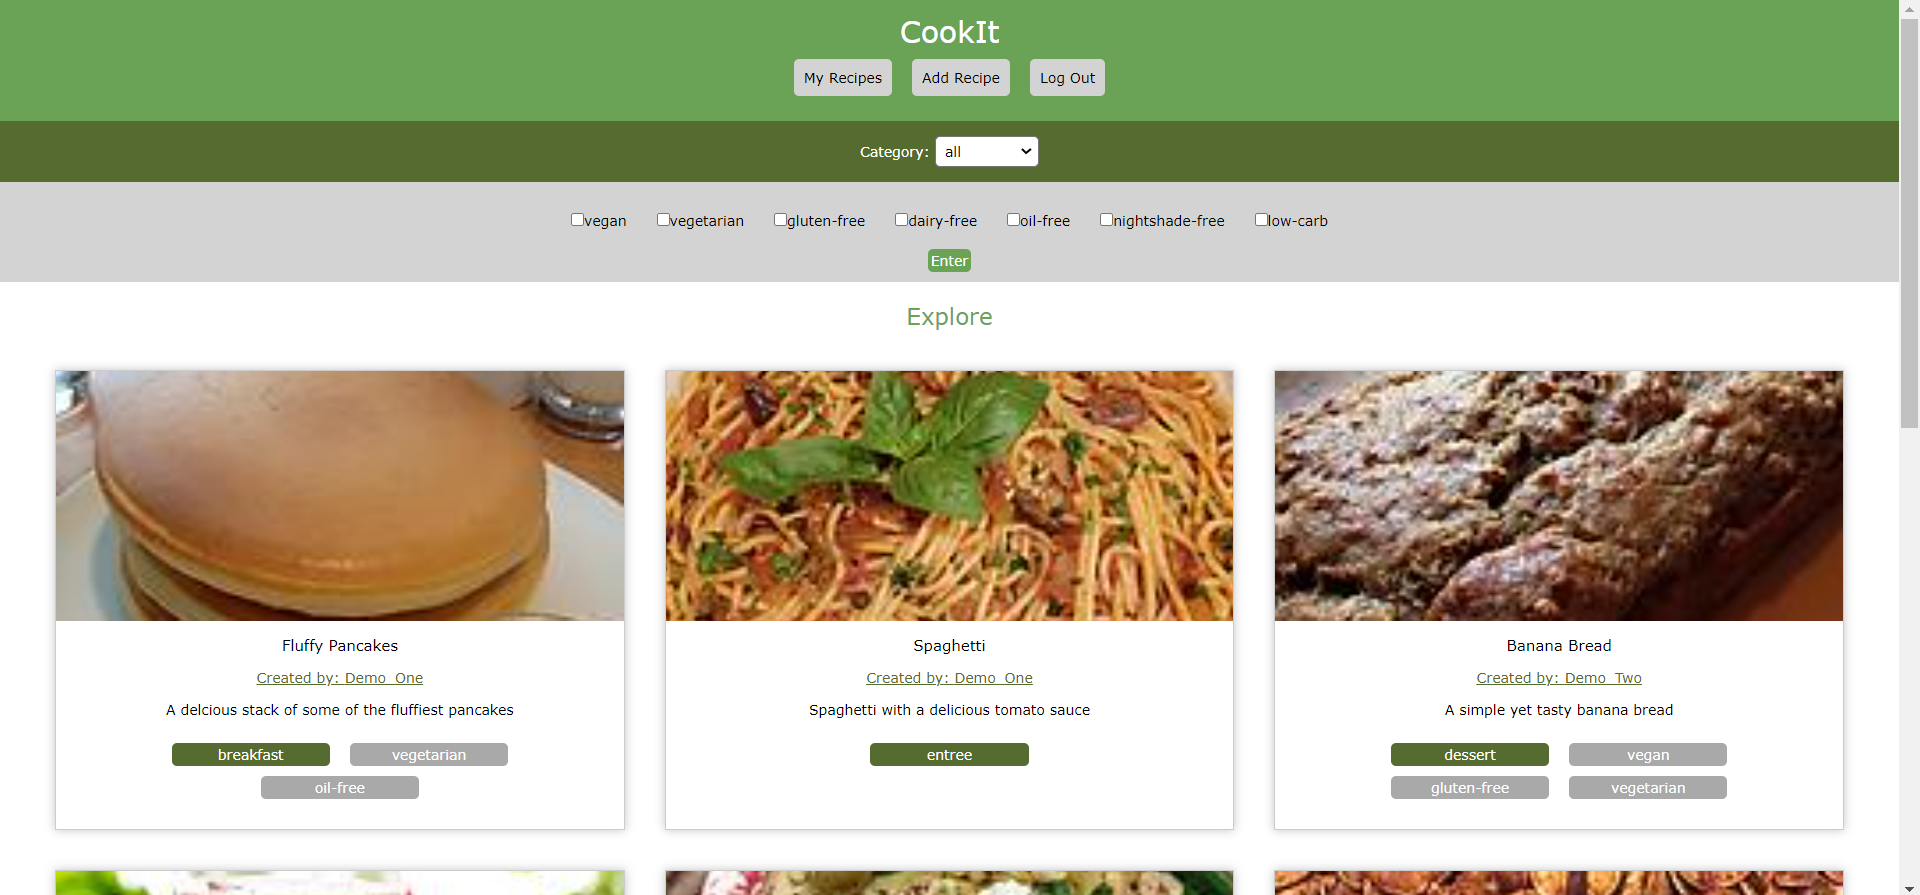 CookIt
My Recipes Add Recipe Log Out
Category: all
vegan vegetarian gluten-free dairy-free oil-free nightshade-free low-carb
Enter
Explore
Fluffy Pancakes
Created by: Demo_One
A delcious stack of some of the fluffiest pancakes
breakfast vegetarian
oil-free
Spaghetti
Created by: Demo_One
Spaghetti with a delicious tomato sauce
entree
Banana Bread
Created by: Demo_Two
A simple yet tasty banana bread
dessert vegan
gluten-free vegetarian